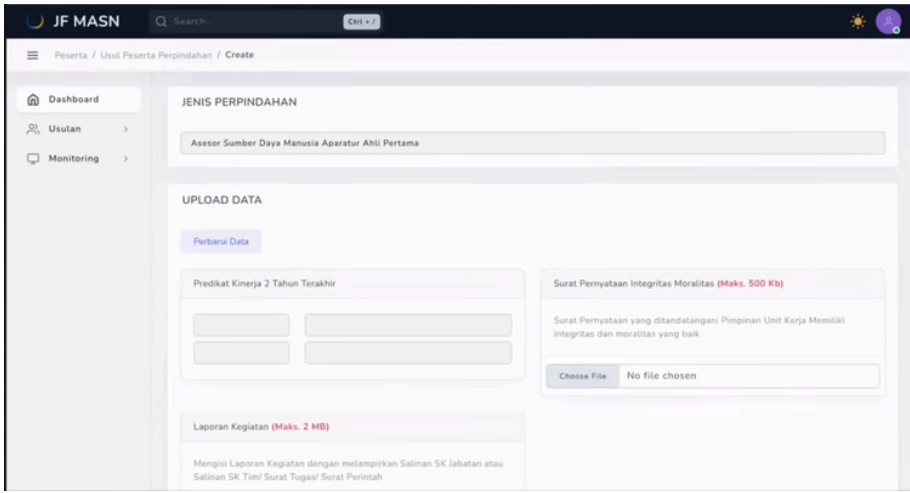 JF MASN
Search...
Ctrl + /
Peserta / Usul Peserta Perpindahan / Create
Dashboard
Usulan
Monitoring
JENIS PERPINDAHAN
Asesor Sumber Daya Manusia Aparatur Ahli Pertama
UPLOAD DATA
Perbarui Data
Predikat Kinerja 2 Tahun Terakhir
Surat Pernyataan Integritas Moralitas (Maks. 500 Kb)
Surat Pernyataan yang ditandatangani Pimpinan Unit Kerja Memiliki
integritas dan moralitas yang baik
Choose File No file chosen
Laporan Kegiatan (Maks. 2 MB)
Mengisi Laporan Kegiatan dengan melampirkan Salinan SK Jabatan atau
Salinan SK Tim/ Surat Tugas/ Surat Perintah